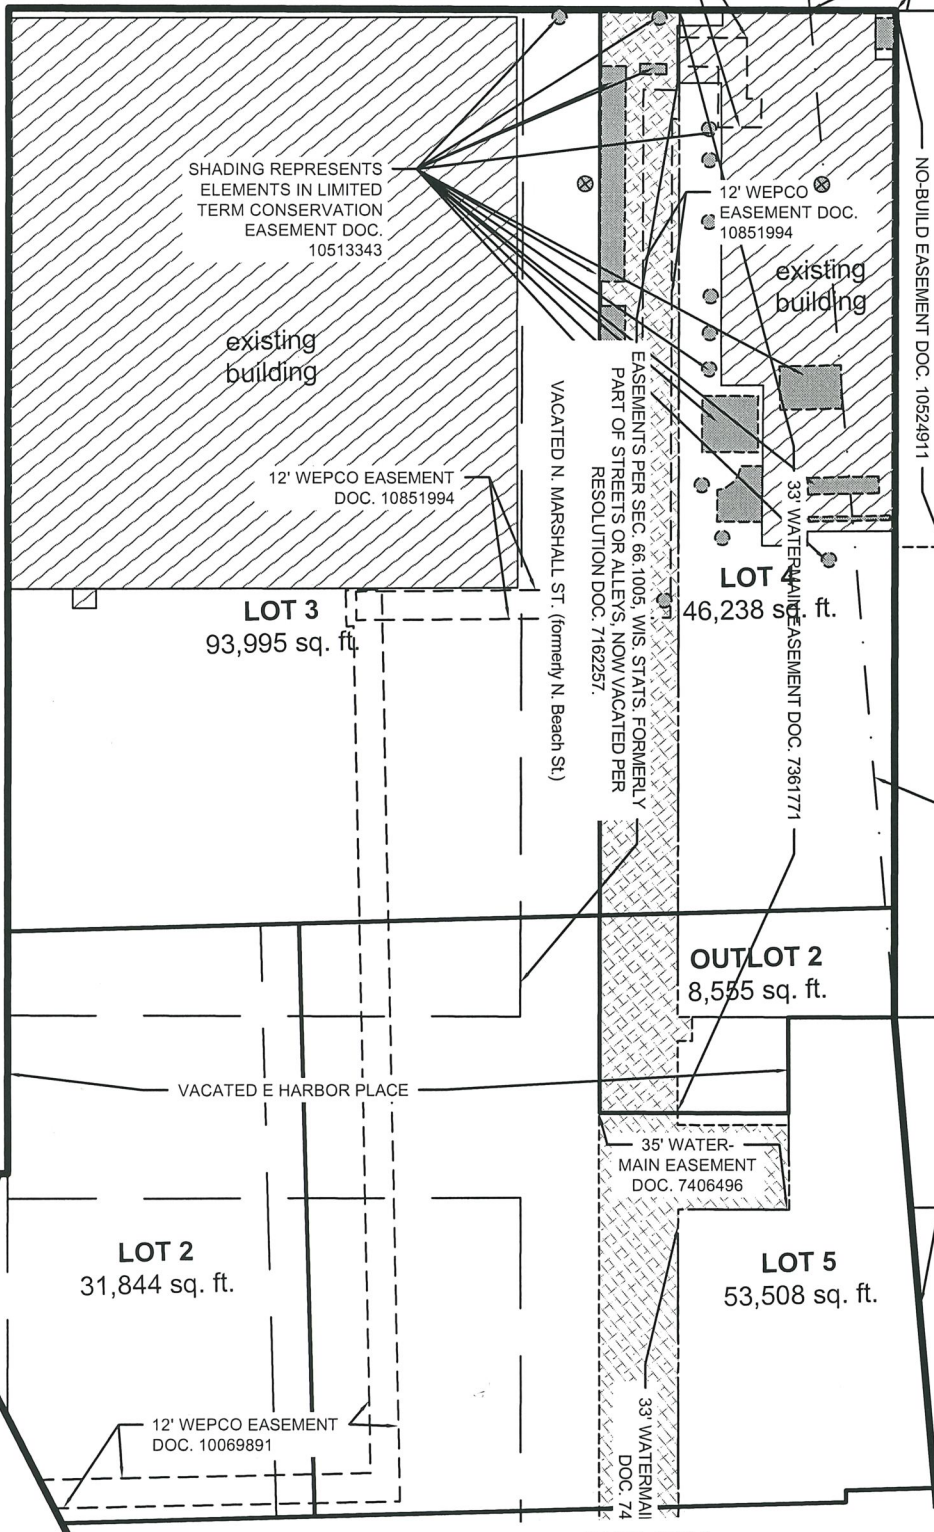 SHADING REPRESENTS
ELEMENTS IN LIMITED
TERM CONSERVATION
EASEMENT DOC.
10513343
12' WEPCO
EASEMENT DOC.
10851994
existing
building
NO-BUILD EASEMENT DOC. 10524911
existing
building
12' WEPCO EASEMENT
DOC. 10851994
VACATED N. MARSHALL ST. (formerly N. Beach St.)
EASEMENTS PER SEC. 66.1005, WIS. STATS. FORMERLY
PART OF STREETS OR ALLEYS, NOW VACATED PER
RESOLUTION DOC. 7162257.
33' WATERMAIN EASEMENT DOC. 7361771
LOT 3
93,995 sq. ft.
LOT 4
46,238 sq. ft.
OUTLOT 2
8,555 sq. ft.
VACATED E HARBOR PLACE
35' WATER-
MAIN EASEMENT
DOC. 7406496
LOT 2
31,844 sq. ft.
LOT 5
53,508 sq. ft.
12' WEPCO EASEMENT
DOC. 10069891
33' WATERMAI
DOC. 74